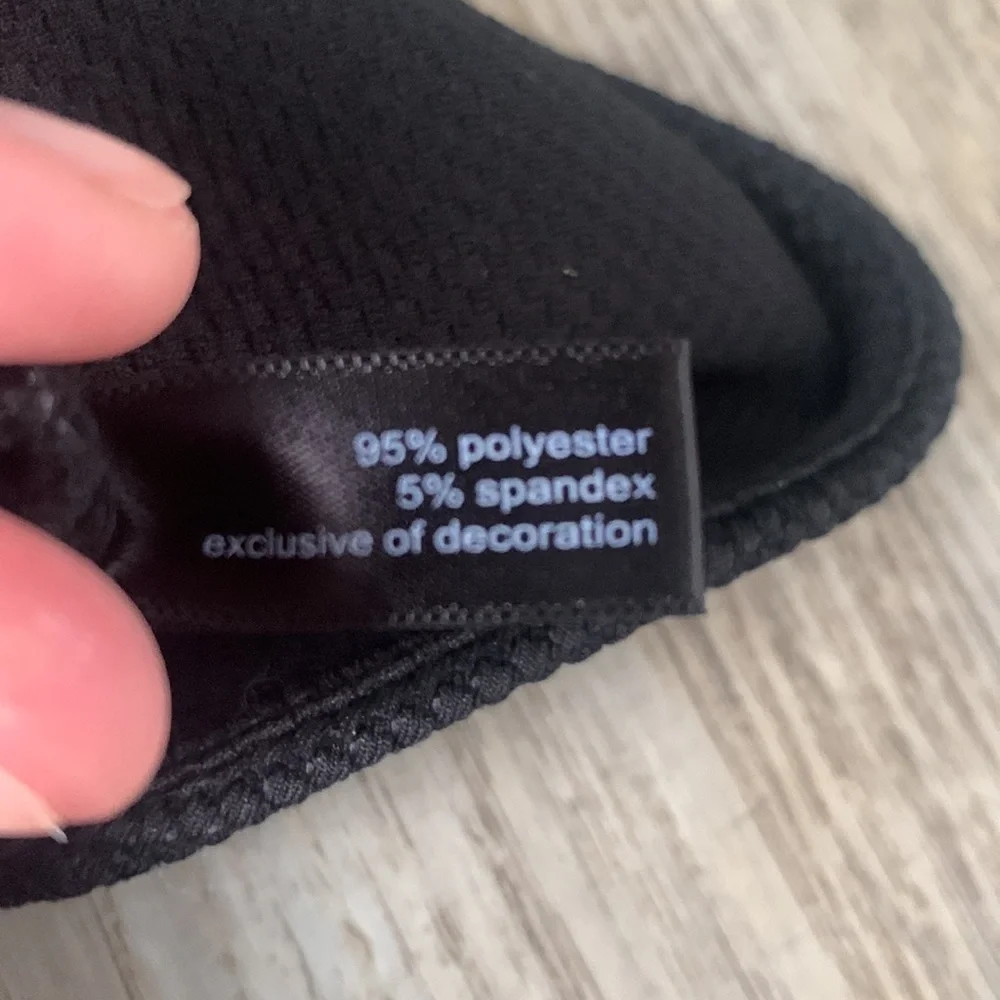 95% polyester
5% spandex
exclusive of decoration